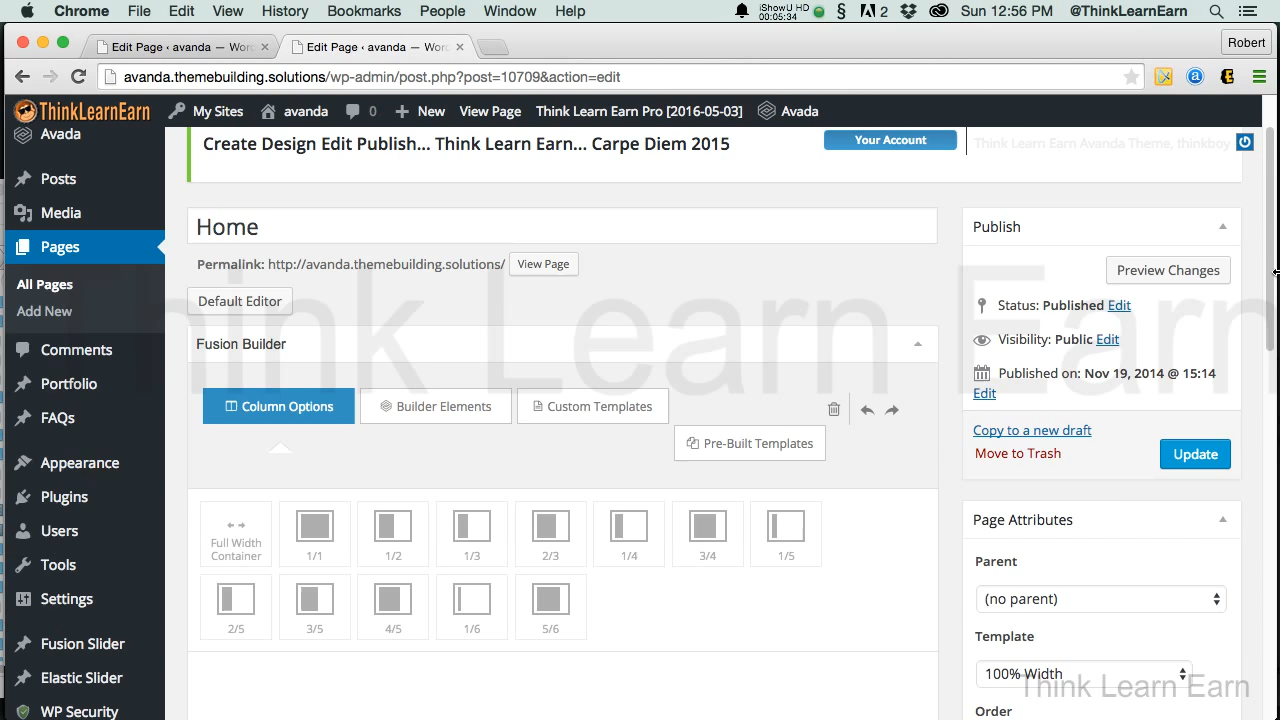 Chrome File Edit View History Bookmarks People Window Help
iShowU HD
00:05:34
2
Sun 12:56 PM @ThinkLearnEarn
Edit Page ‹ avanda — Wor
Edit Page ‹ avanda — Wor
Robert
avanda.themebuilding.solutions/wp-admin/post.php?post=10709&action=edit
ThinkLearnEarn My Sites avanda 0 New View Page Think Learn Earn Pro [2016-05-03] Avada
Avada
Posts
Media
Pages
All Pages
Add New
Comments
Portfolio
FAQs
Appearance
Plugins
Users
Tools
Settings
Fusion Slider
Elastic Slider
WP Security
Create Design Edit Publish... Think Learn Earn... Carpe Diem 2015
Your Account
Think Learn Earn Avanda Theme, thinkboy
Home
Permalink: http://avanda.themebuilding.solutions/ View Page
Default Editor
Fusion Builder
Column Options Builder Elements Custom Templates
Pre-Built Templates
Full Width
Container
1/1 1/2 1/3 2/3 1/4 3/4 1/5
2/5 3/5 4/5 1/6 5/6
Publish
Preview Changes
Status: Published Edit
Visibility: Public Edit
Published on: Nov 19, 2014 @ 15:14
Edit
Copy to a new draft
Move to Trash
Update
Page Attributes
Parent
(no parent)
Template
100% Width
Order
Think Learn Earn
Think Learn Earn